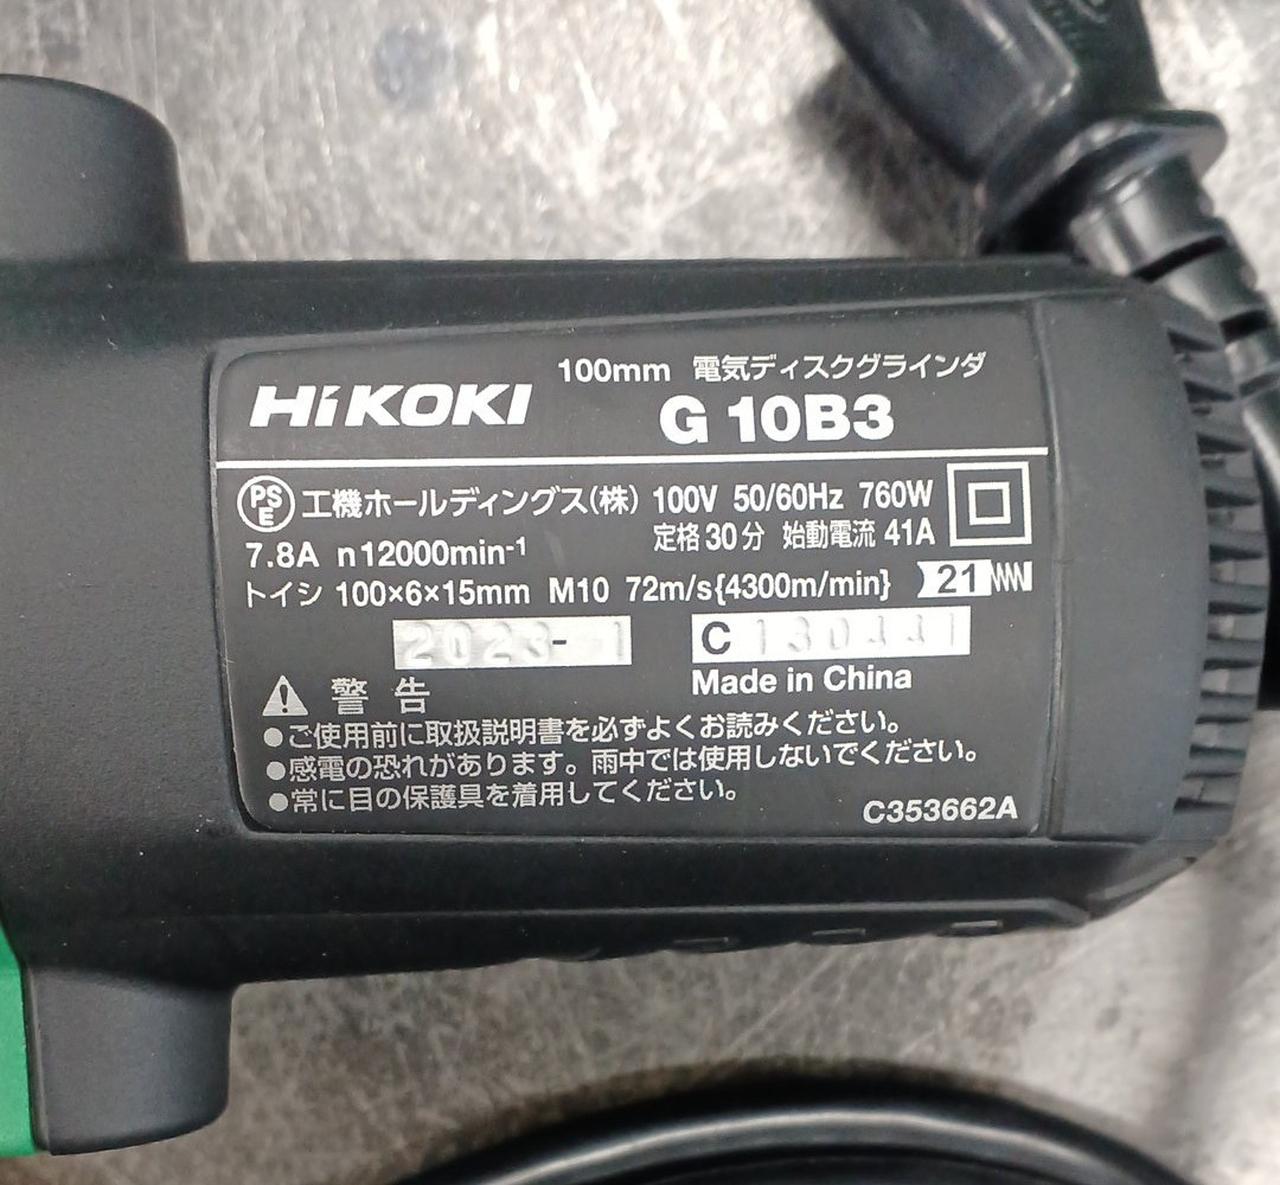 100mm 電気ディスクグラインダ
HiKOKI G 10B3
PSE 工機ホールディングス(株) 100V 50/60Hz 760W
定格30分 始動電流 41A
7.8A n12000min⁻¹
トイシ 100×6×15mm M10 72m/s{4300m/min} 21
2023- 1 C 130441
Made in China
警告
●ご使用前に取扱説明書を必ずよくお読みください。
●感電の恐れがあります。雨中では使用しないでください。
●常に目の保護具を着用してください。
C353662A